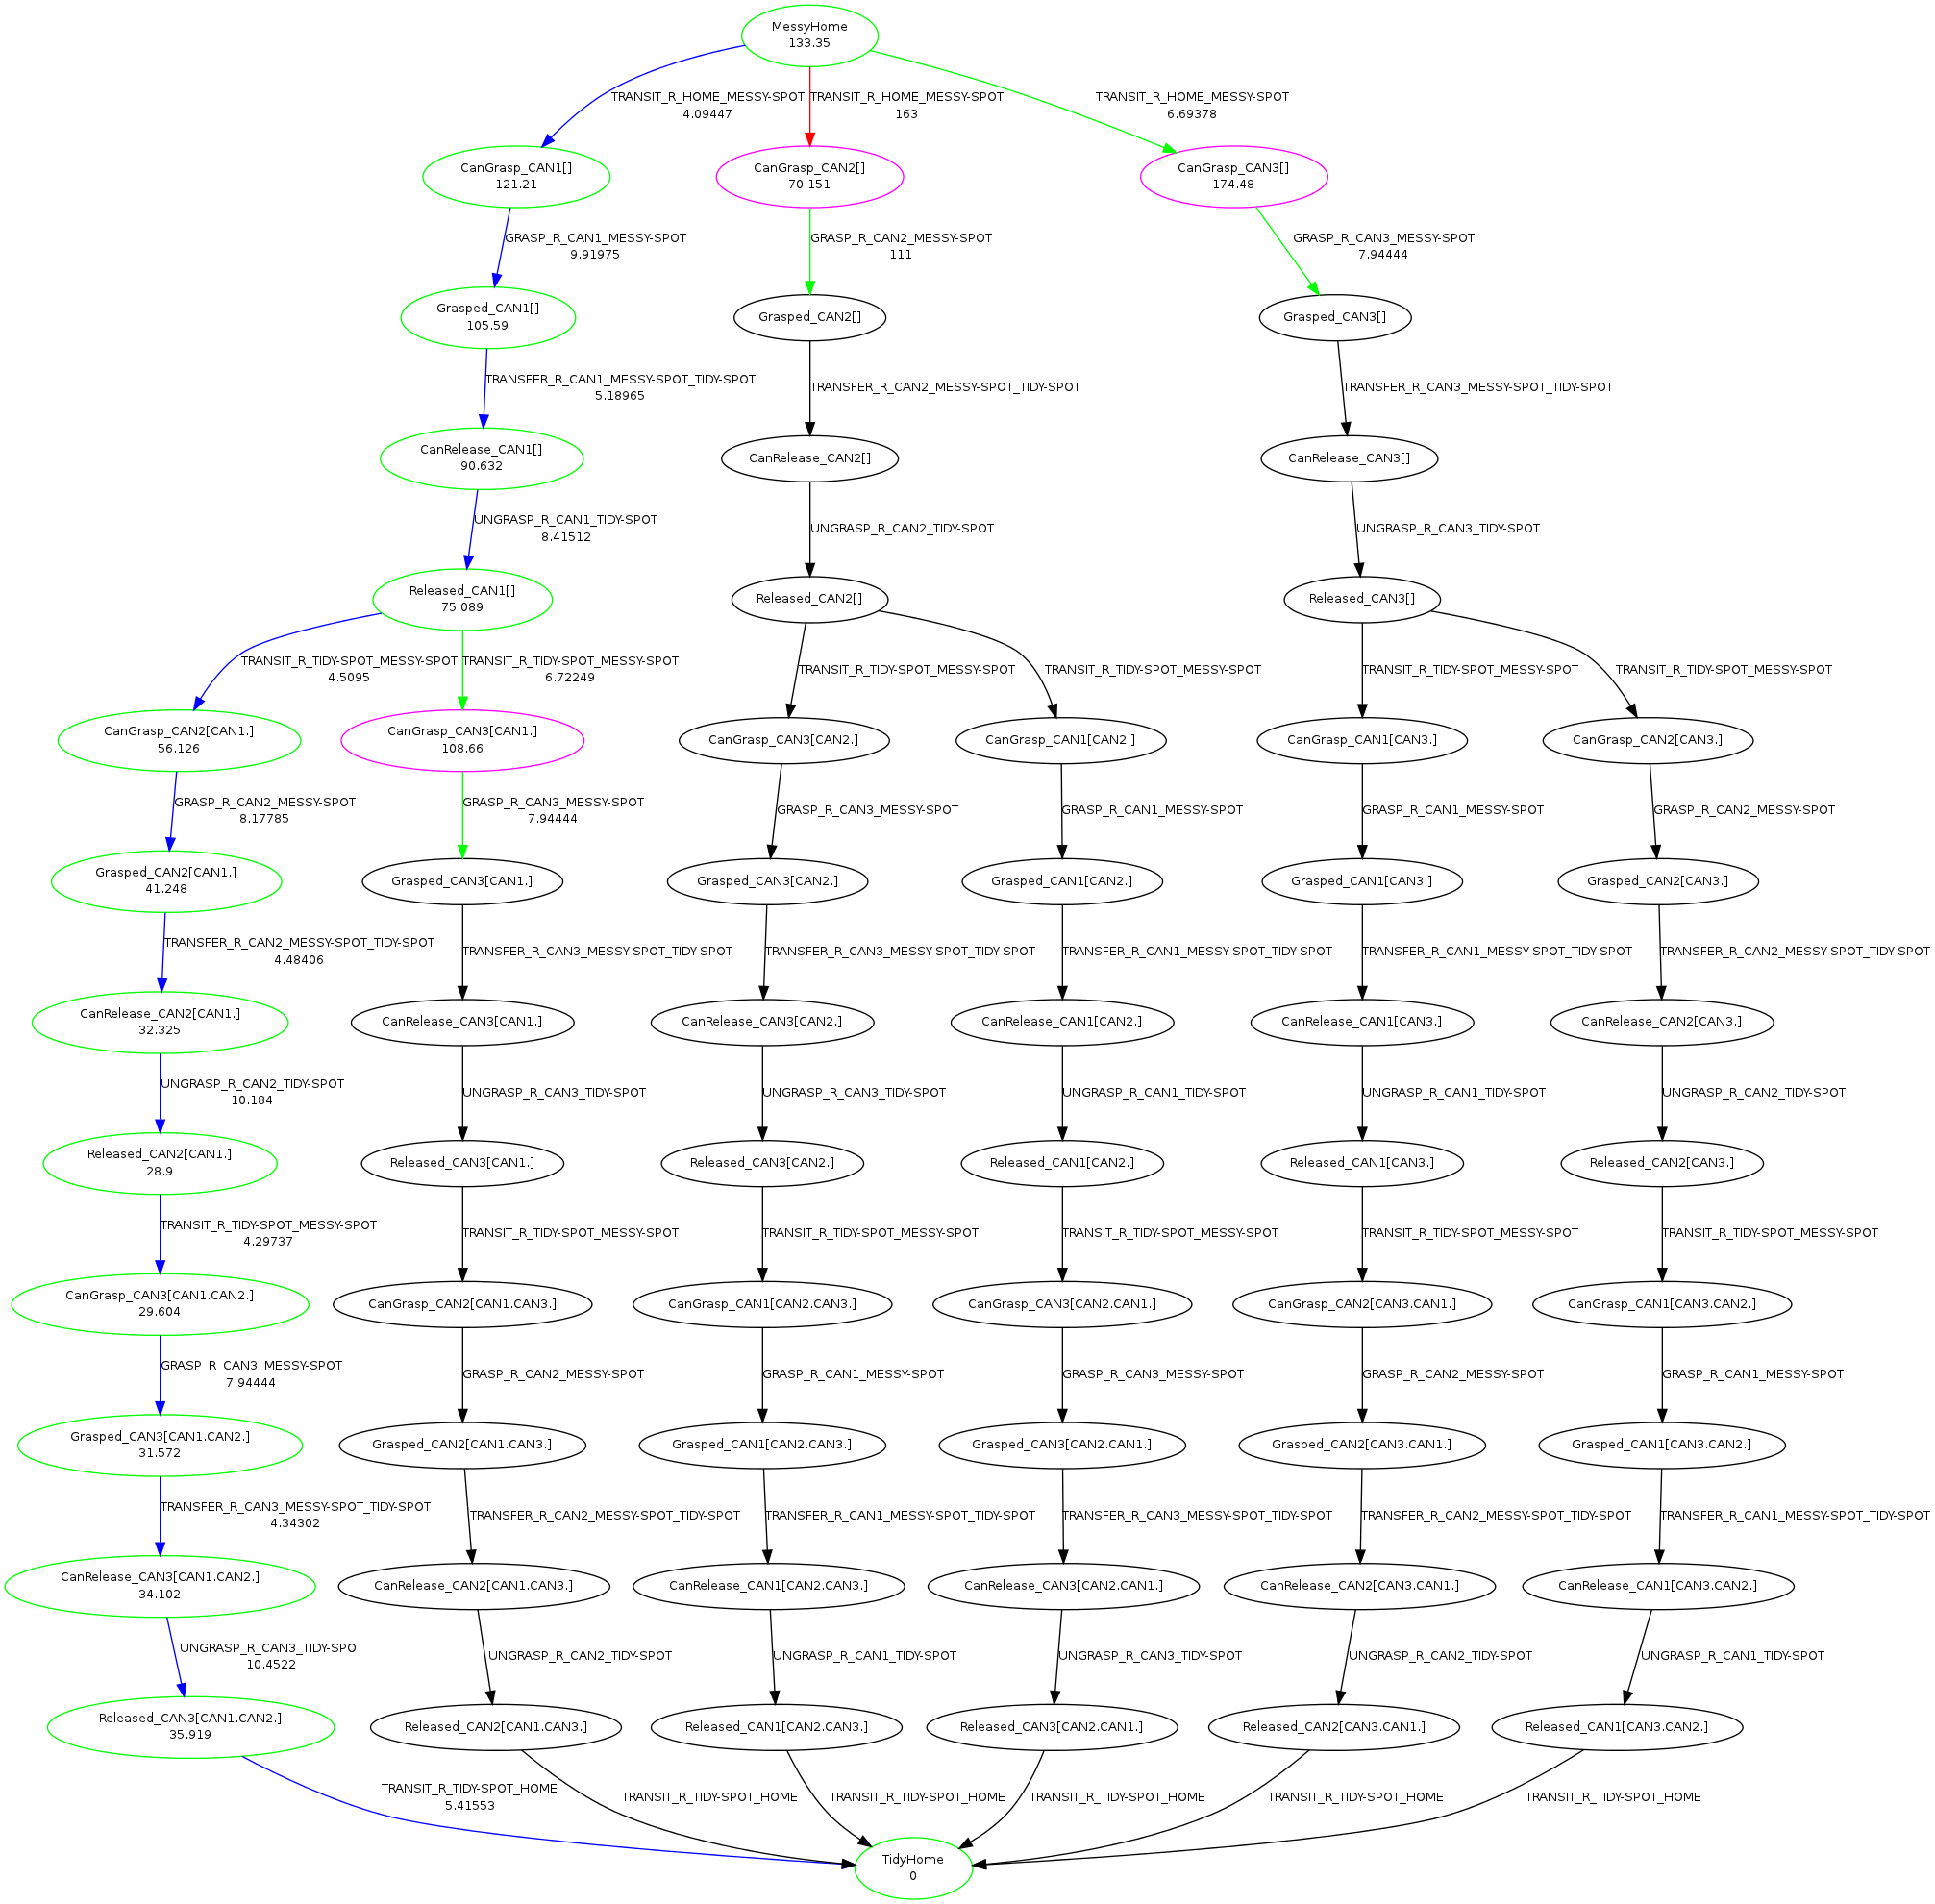 MessyHome
133.35
TRANSIT_R_HOME_MESSY-SPOT
4.09447
TRANSIT_R_HOME_MESSY-SPOT
163
TRANSIT_R_HOME_MESSY-SPOT
6.69378
CanGrasp_CAN1[]
121.21
CanGrasp_CAN2[]
70.151
CanGrasp_CAN3[]
174.48
GRASP_R_CAN1_MESSY-SPOT
9.91975
GRASP_R_CAN2_MESSY-SPOT
111
GRASP_R_CAN3_MESSY-SPOT
7.94444
Grasped_CAN1[]
105.59
Grasped_CAN2[]
Grasped_CAN3[]
TRANSFER_R_CAN1_MESSY-SPOT_TIDY-SPOT
5.18965
TRANSFER_R_CAN2_MESSY-SPOT_TIDY-SPOT
TRANSFER_R_CAN3_MESSY-SPOT_TIDY-SPOT
CanRelease_CAN1[]
90.632
CanRelease_CAN2[]
CanRelease_CAN3[]
UNGRASP_R_CAN1_TIDY-SPOT
8.41512
UNGRASP_R_CAN2_TIDY-SPOT
UNGRASP_R_CAN3_TIDY-SPOT
Released_CAN1[]
75.089
Released_CAN2[]
Released_CAN3[]
TRANSIT_R_TIDY-SPOT_MESSY-SPOT
4.5095
TRANSIT_R_TIDY-SPOT_MESSY-SPOT
6.72249
TRANSIT_R_TIDY-SPOT_MESSY-SPOT
TRANSIT_R_TIDY-SPOT_MESSY-SPOT
TRANSIT_R_TIDY-SPOT_MESSY-SPOT
TRANSIT_R_TIDY-SPOT_MESSY-SPOT
CanGrasp_CAN2[CAN1.]
56.126
CanGrasp_CAN3[CAN1.]
108.66
CanGrasp_CAN3[CAN2.]
CanGrasp_CAN1[CAN2.]
CanGrasp_CAN1[CAN3.]
CanGrasp_CAN2[CAN3.]
GRASP_R_CAN2_MESSY-SPOT
8.17785
GRASP_R_CAN3_MESSY-SPOT
7.94444
GRASP_R_CAN3_MESSY-SPOT
GRASP_R_CAN1_MESSY-SPOT
GRASP_R_CAN1_MESSY-SPOT
GRASP_R_CAN2_MESSY-SPOT
Grasped_CAN2[CAN1.]
41.248
Grasped_CAN3[CAN1.]
Grasped_CAN3[CAN2.]
Grasped_CAN1[CAN2.]
Grasped_CAN1[CAN3.]
Grasped_CAN2[CAN3.]
TRANSFER_R_CAN2_MESSY-SPOT_TIDY-SPOT
4.48406
TRANSFER_R_CAN3_MESSY-SPOT_TIDY-SPOT
TRANSFER_R_CAN3_MESSY-SPOT_TIDY-SPOT
TRANSFER_R_CAN1_MESSY-SPOT_TIDY-SPOT
TRANSFER_R_CAN1_MESSY-SPOT_TIDY-SPOT
TRANSFER_R_CAN2_MESSY-SPOT_TIDY-SPOT
CanRelease_CAN2[CAN1.]
32.325
CanRelease_CAN3[CAN1.]
CanRelease_CAN3[CAN2.]
CanRelease_CAN1[CAN2.]
CanRelease_CAN1[CAN3.]
CanRelease_CAN2[CAN3.]
UNGRASP_R_CAN2_TIDY-SPOT
10.184
UNGRASP_R_CAN3_TIDY-SPOT
UNGRASP_R_CAN3_TIDY-SPOT
UNGRASP_R_CAN1_TIDY-SPOT
UNGRASP_R_CAN1_TIDY-SPOT
UNGRASP_R_CAN2_TIDY-SPOT
Released_CAN2[CAN1.]
28.9
Released_CAN3[CAN1.]
Released_CAN3[CAN2.]
Released_CAN1[CAN2.]
Released_CAN1[CAN3.]
Released_CAN2[CAN3.]
TRANSIT_R_TIDY-SPOT_MESSY-SPOT
4.29737
TRANSIT_R_TIDY-SPOT_MESSY-SPOT
TRANSIT_R_TIDY-SPOT_MESSY-SPOT
TRANSIT_R_TIDY-SPOT_MESSY-SPOT
TRANSIT_R_TIDY-SPOT_MESSY-SPOT
TRANSIT_R_TIDY-SPOT_MESSY-SPOT
CanGrasp_CAN3[CAN1.CAN2.]
29.604
CanGrasp_CAN2[CAN1.CAN3.]
CanGrasp_CAN1[CAN2.CAN3.]
CanGrasp_CAN3[CAN2.CAN1.]
CanGrasp_CAN2[CAN3.CAN1.]
CanGrasp_CAN1[CAN3.CAN2.]
GRASP_R_CAN3_MESSY-SPOT
7.94444
GRASP_R_CAN2_MESSY-SPOT
GRASP_R_CAN1_MESSY-SPOT
GRASP_R_CAN3_MESSY-SPOT
GRASP_R_CAN2_MESSY-SPOT
GRASP_R_CAN1_MESSY-SPOT
Grasped_CAN3[CAN1.CAN2.]
31.572
Grasped_CAN2[CAN1.CAN3.]
Grasped_CAN1[CAN2.CAN3.]
Grasped_CAN3[CAN2.CAN1.]
Grasped_CAN2[CAN3.CAN1.]
Grasped_CAN1[CAN3.CAN2.]
TRANSFER_R_CAN3_MESSY-SPOT_TIDY-SPOT
4.34302
TRANSFER_R_CAN2_MESSY-SPOT_TIDY-SPOT
TRANSFER_R_CAN1_MESSY-SPOT_TIDY-SPOT
TRANSFER_R_CAN3_MESSY-SPOT_TIDY-SPOT
TRANSFER_R_CAN2_MESSY-SPOT_TIDY-SPOT
TRANSFER_R_CAN1_MESSY-SPOT_TIDY-SPOT
CanRelease_CAN3[CAN1.CAN2.]
34.102
CanRelease_CAN2[CAN1.CAN3.]
CanRelease_CAN1[CAN2.CAN3.]
CanRelease_CAN3[CAN2.CAN1.]
CanRelease_CAN2[CAN3.CAN1.]
CanRelease_CAN1[CAN3.CAN2.]
UNGRASP_R_CAN3_TIDY-SPOT
10.4522
UNGRASP_R_CAN2_TIDY-SPOT
UNGRASP_R_CAN1_TIDY-SPOT
UNGRASP_R_CAN3_TIDY-SPOT
UNGRASP_R_CAN2_TIDY-SPOT
UNGRASP_R_CAN1_TIDY-SPOT
Released_CAN3[CAN1.CAN2.]
35.919
Released_CAN2[CAN1.CAN3.]
Released_CAN1[CAN2.CAN3.]
Released_CAN3[CAN2.CAN1.]
Released_CAN2[CAN3.CAN1.]
Released_CAN1[CAN3.CAN2.]
TRANSIT_R_TIDY-SPOT_HOME
5.41553
TRANSIT_R_TIDY-SPOT_HOME
TRANSIT_R_TIDY-SPOT_HOME
TRANSIT_R_TIDY-SPOT_HOME
TRANSIT_R_TIDY-SPOT_HOME
TRANSIT_R_TIDY-SPOT_HOME
TidyHome
0